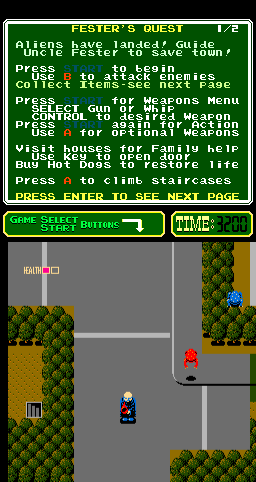 FESTER'S QUEST 1/2
Aliens have landed! Guide
Uncle Fester to save town!
Press START to begin
Use B to attack enemies
Collect Items-see next page
Press START for Weapons Menu
SELECT Gun or Whip
CONTROL to desired Weapon
Press START again for Action
Use A for optional Weapons
Visit houses for Family help
Use Key to open door
Buy Hot Dogs to restore life
Press A to climb staircases
PRESS ENTER TO SEE NEXT PAGE
GAME SELECT
START BUTTONS
TIME: 3200
HEALTH